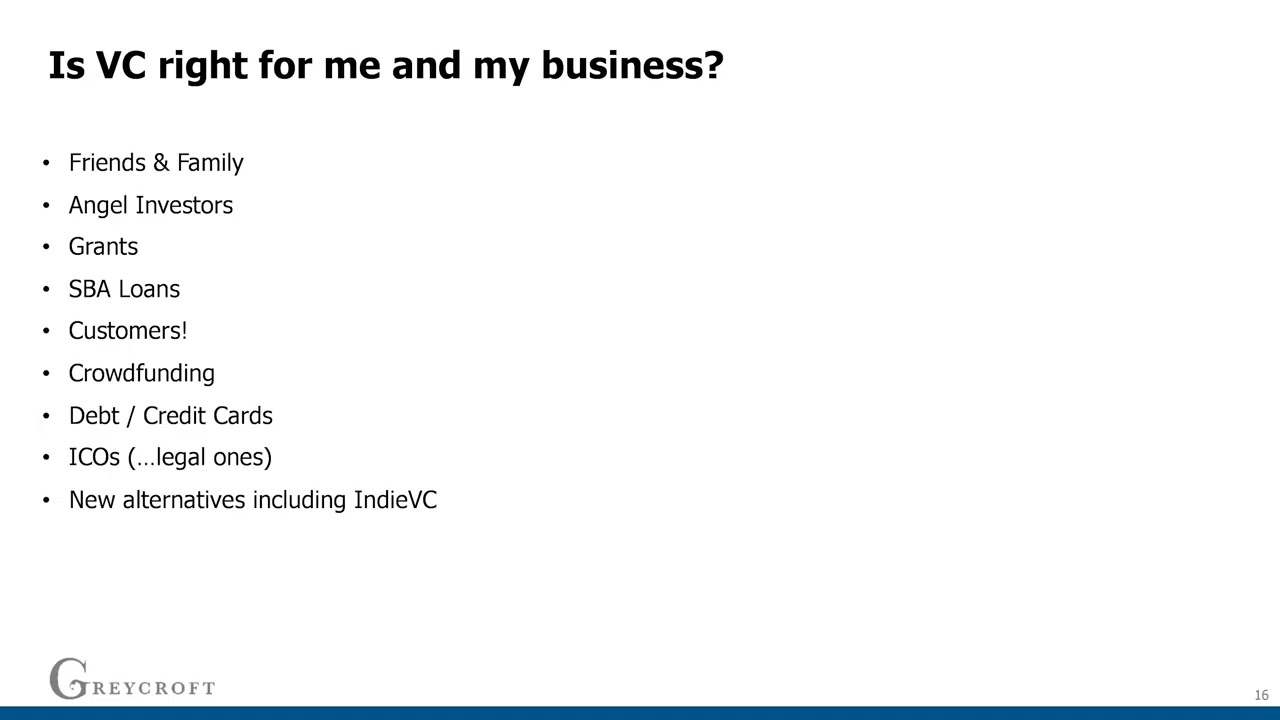 Is VC right for me and my business?
• Friends & Family
• Angel Investors
• Grants
• SBA Loans
• Customers!
• Crowdfunding
• Debt / Credit Cards
• ICOs (…legal ones)
• New alternatives including IndieVC
GREYCROFT
16